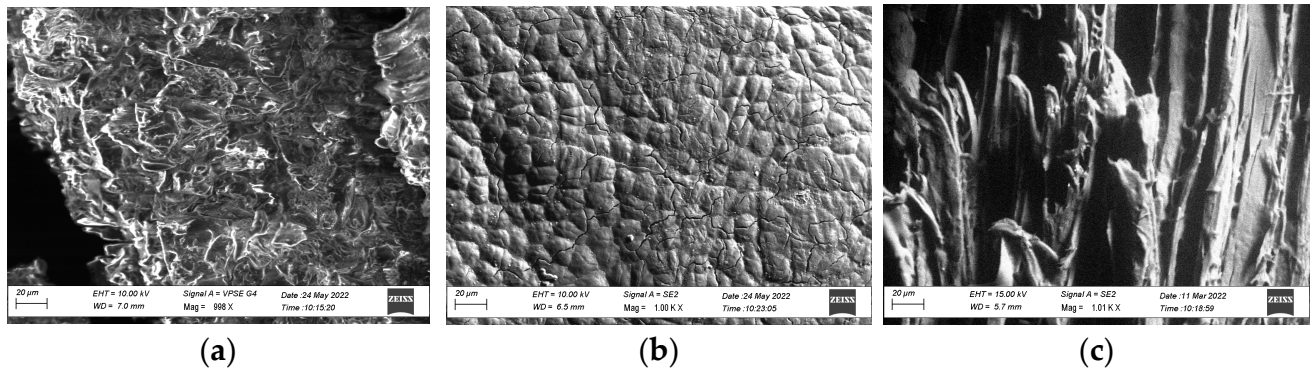 20 µm EHT = 10.00 kV Signal A = VPSE G4 Date :24 May 2022
WD = 7.0 mm Mag = 998 X Time :10:15:20
ZEISS
20 µm EHT = 10.00 kV Signal A = SE2 Date :24 May 2022
WD = 6.5 mm Mag = 1.00 K X Time :10:23:05
ZEISS
20 µm EHT = 15.00 kV Signal A = SE2 Date :11 Mar 2022
WD = 5.7 mm Mag = 1.01 K X Time :10:18:59
ZEISS
(a) (b) (c)